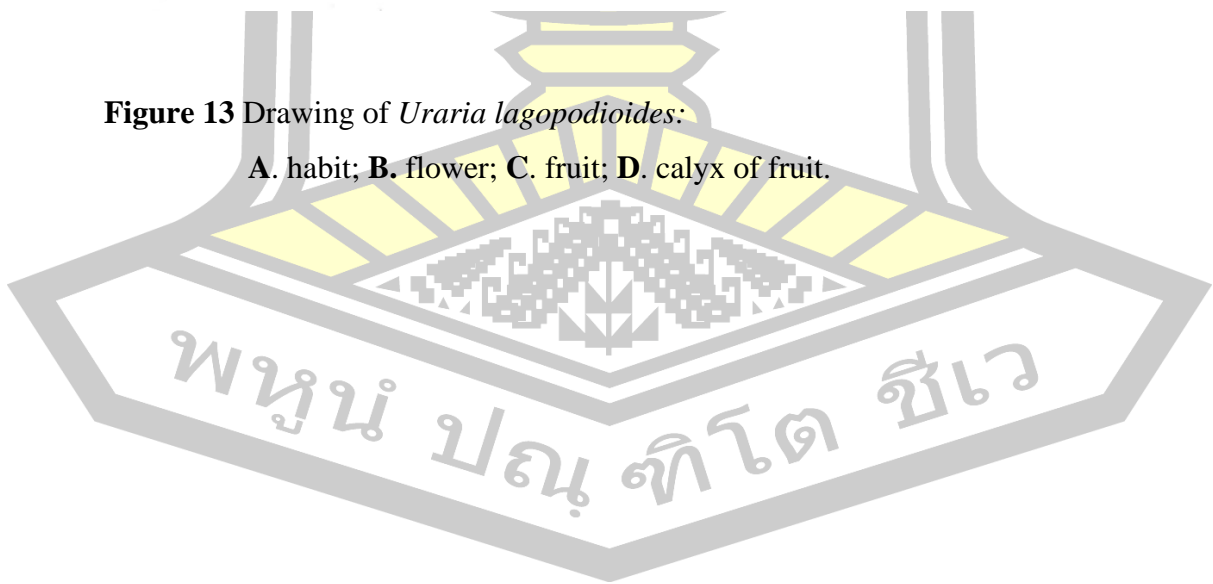 Figure 13 Drawing of Uraria lagopodioides:
A. habit; B. flower; C. fruit; D. calyx of fruit.
พหูนํ ปณฺฑิโต ชีเว